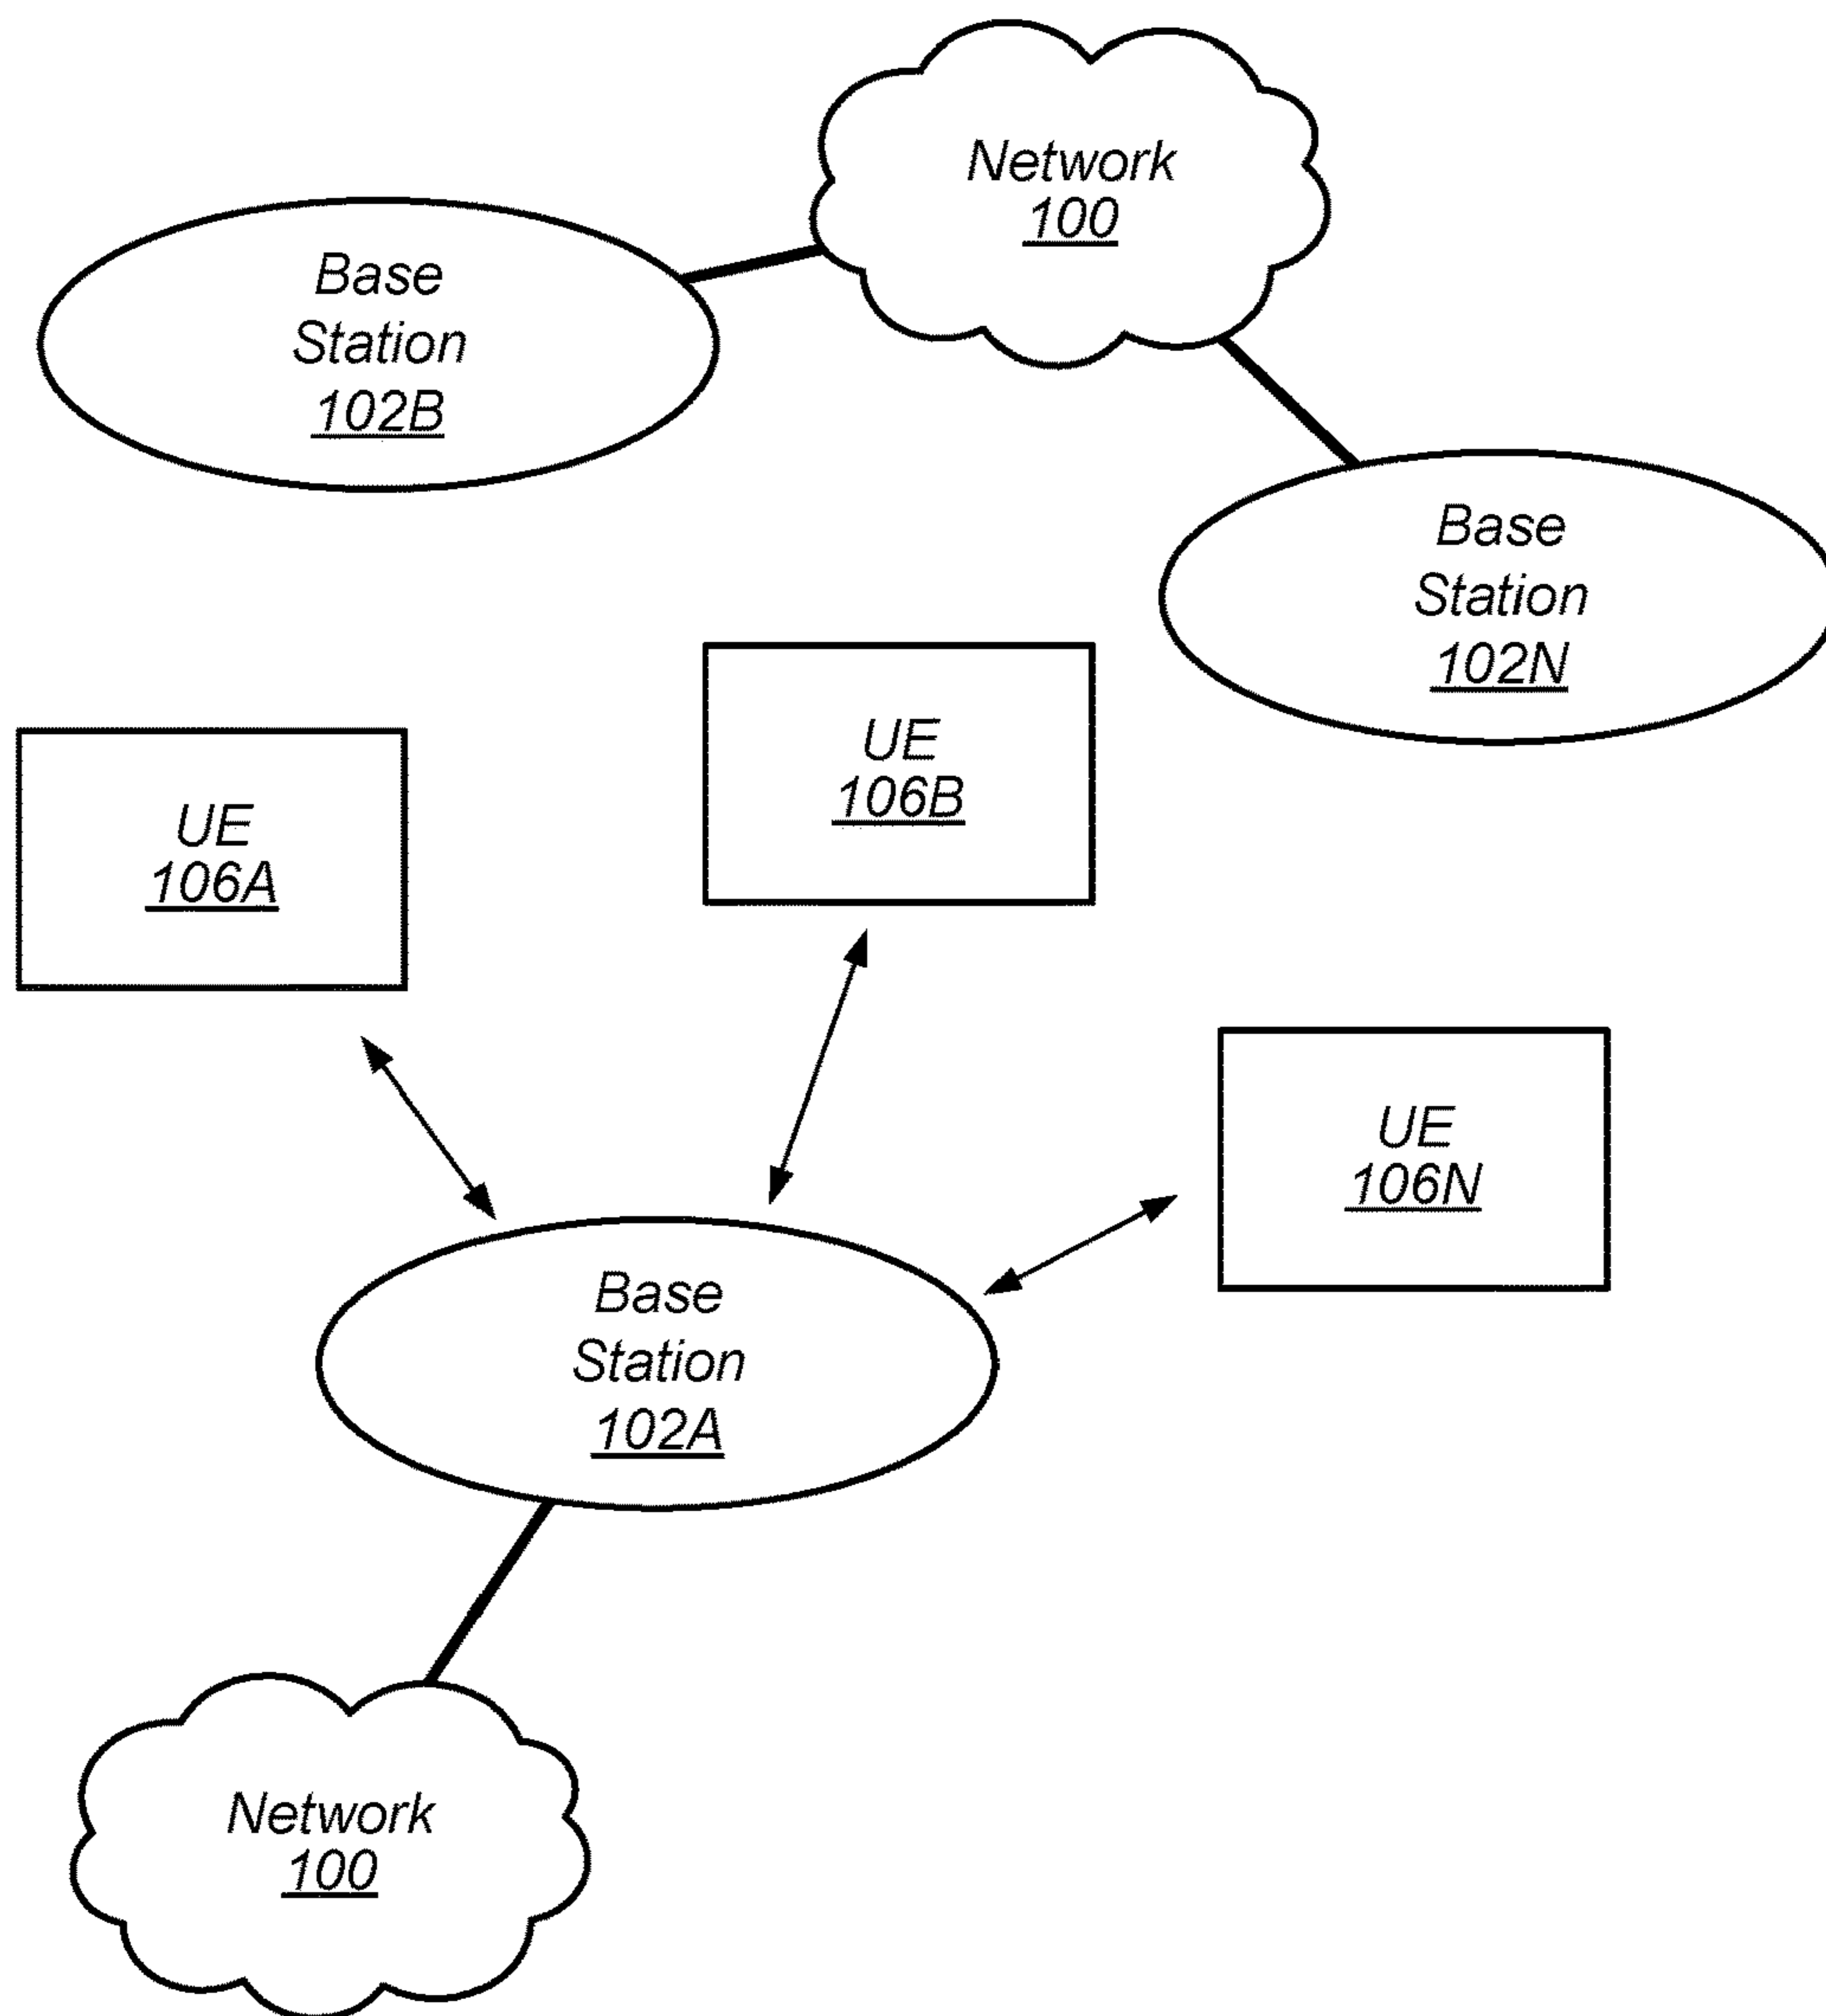 Network
100
Base
Station
102B
Base
Station
102N
UE
106B
UE
106A
UE
106N
Base
Station
102A
Network
100